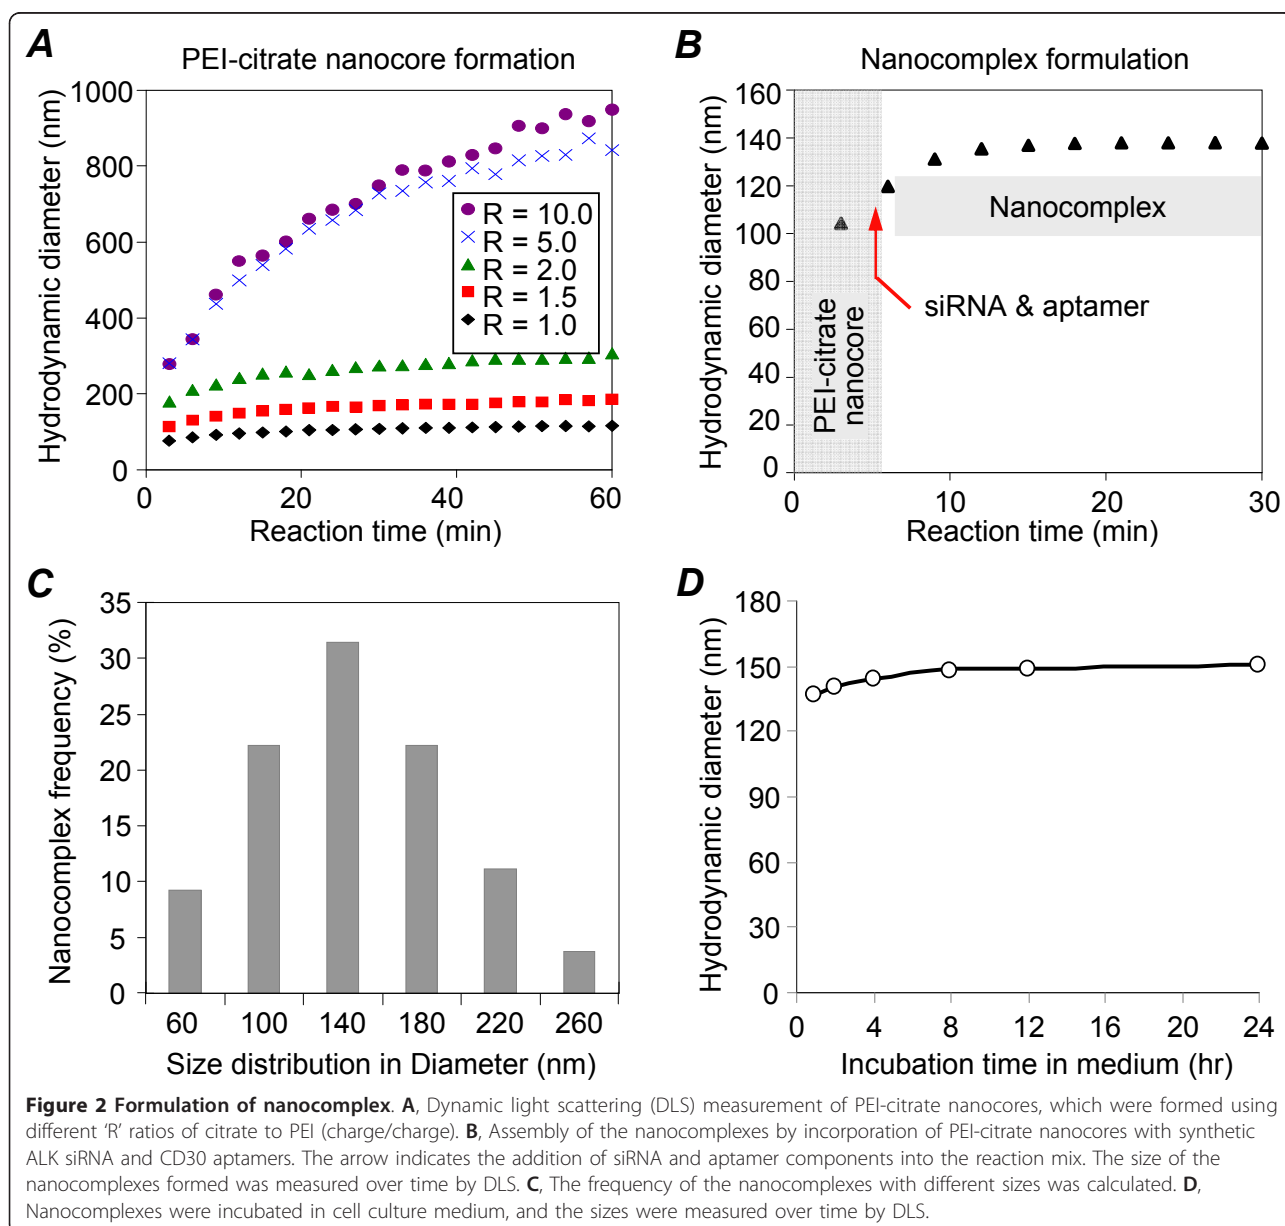 A
PEI-citrate nanocore formation
Hydrodynamic diameter (nm)
1000
800
600
400
200
0
R = 10.0
R = 5.0
R = 2.0
R = 1.5
R = 1.0
0
20
40
60
Reaction time (min)
B
Nanocomplex formulation
Hydrodynamic diameter (nm)
160
140
120
100
80
60
40
20
0
PEI-citrate
nanocore
Nanocomplex
siRNA & aptamer
0
10
20
30
Reaction time (min)
C
Nanocomplex frequency (%)
35
30
25
20
15
10
5
0
60
100
140
180
220
260
Size distribution in Diameter (nm)
D
Hydrodynamic diameter (nm)
180
150
120
90
60
30
0
0
4
8
12
16
20
24
Incubation time in medium (hr)
Figure 2 Formulation of nanocomplex. A, Dynamic light scattering (DLS) measurement of PEI-citrate nanocores, which were formed using
different ‘R’ ratios of citrate to PEI (charge/charge). B, Assembly of the nanocomplexes by incorporation of PEI-citrate nanocores with synthetic
ALK siRNA and CD30 aptamers. The arrow indicates the addition of siRNA and aptamer components into the reaction mix. The size of the
nanocomplexes formed was measured over time by DLS. C, The frequency of the nanocomplexes with different sizes was calculated. D,
Nanocomplexes were incubated in cell culture medium, and the sizes were measured over time by DLS.